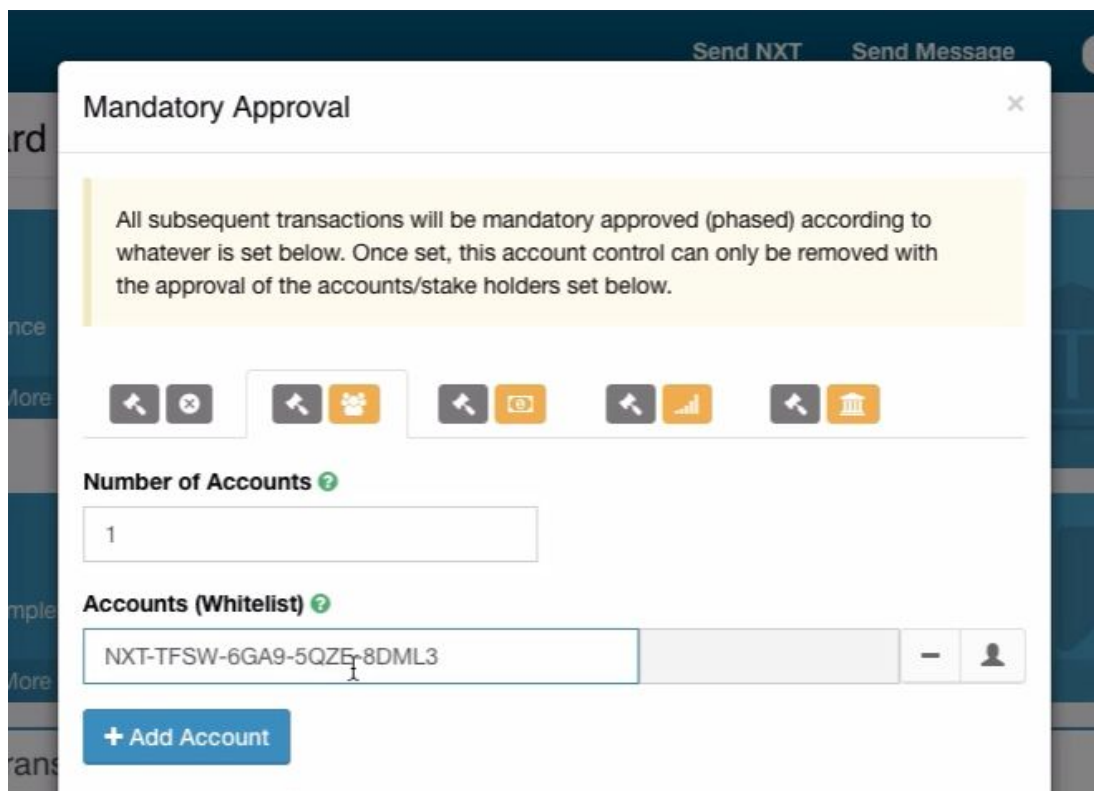 Send NXT Send Message
Mandatory Approval
×
rd
All subsequent transactions will be mandatory approved (phased) according to
whatever is set below. Once set, this account control can only be removed with
the approval of the accounts/stake holders set below.
nce
More
Number of Accounts
1
Accounts (Whitelist)
mple
NXT-TFSW-6GA9-5QZE-8DML3
More
+ Add Account
rans